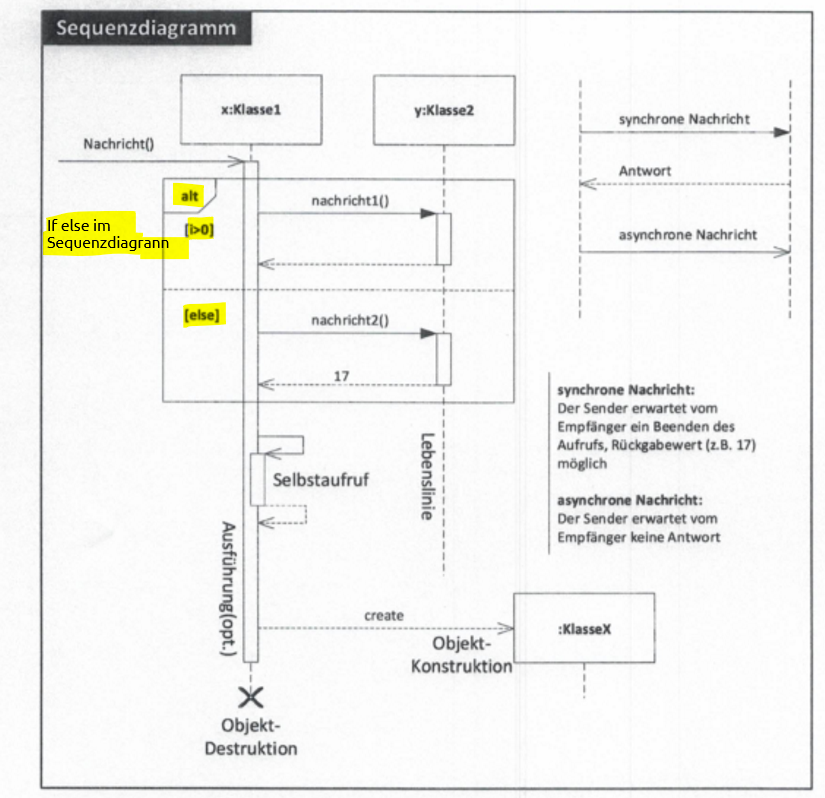 Sequenzdiagramm
x:Klasse1
y:Klasse2
Nachricht()
synchrone Nachricht
Antwort
asynchrone Nachricht
alt
[i>0]
nachricht1()
If else im
Sequenzdiagrann
[else]
nachricht2()
17
Selbstaufruf
Lebenslinie
Ausführung(opt.)
synchrone Nachricht:
Der Sender erwartet vom
Empfänger ein Beenden des
Aufrufs, Rückgabewert (z.B. 17)
möglich
asynchrone Nachricht:
Der Sender erwartet vom
Empfänger keine Antwort
create
:KlasseX
Objekt-
Konstruktion
Objekt-
Destruktion